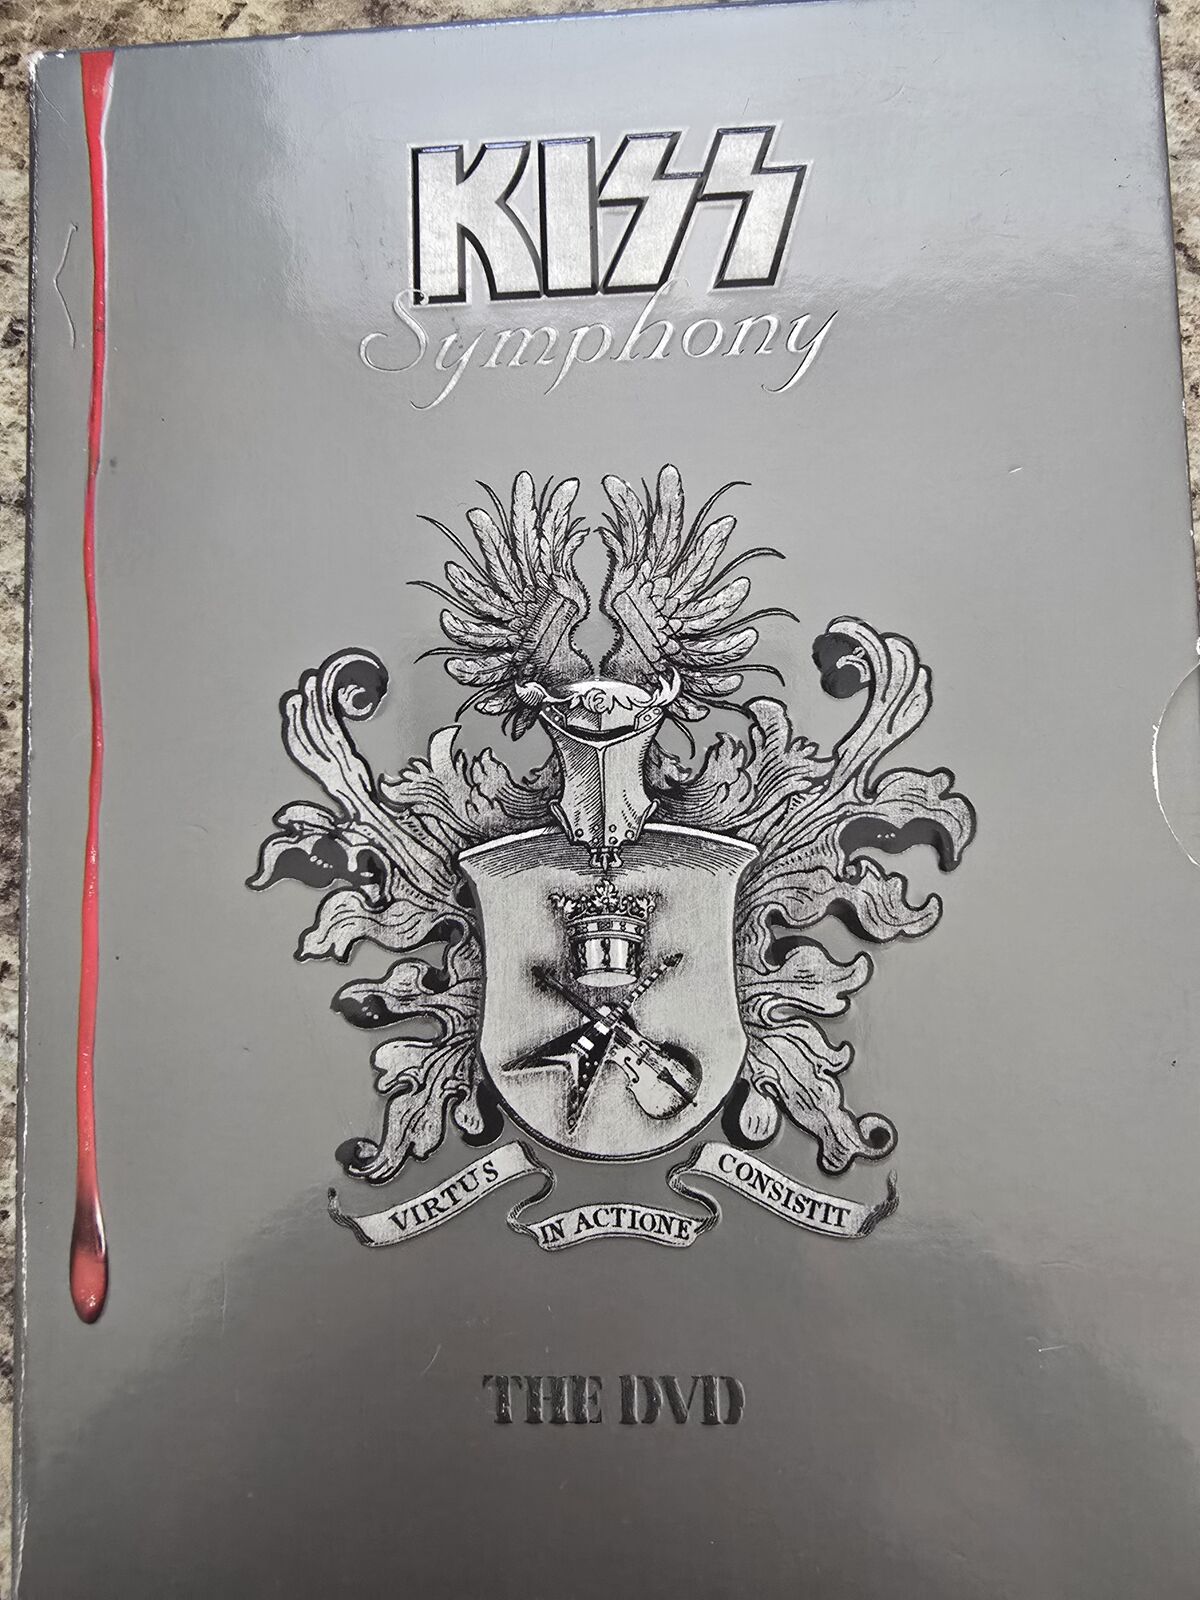 KISS
Symphony
VIRTUS
IN ACTIONE
CONSISTIT
THE DVD